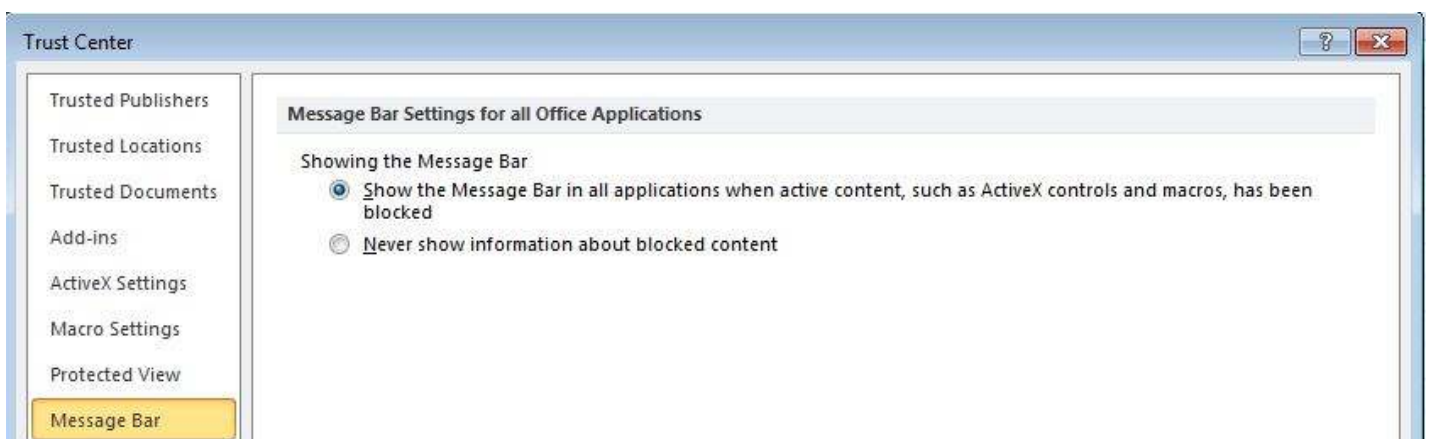 Trust Center
Trusted Publishers
Trusted Locations
Trusted Documents
Add-ins
ActiveX Settings
Macro Settings
Protected View
Message Bar
Message Bar Settings for all Office Applications
Showing the Message Bar
Show the Message Bar in all applications when active content, such as ActiveX controls and macros, has been
blocked
Never show information about blocked content